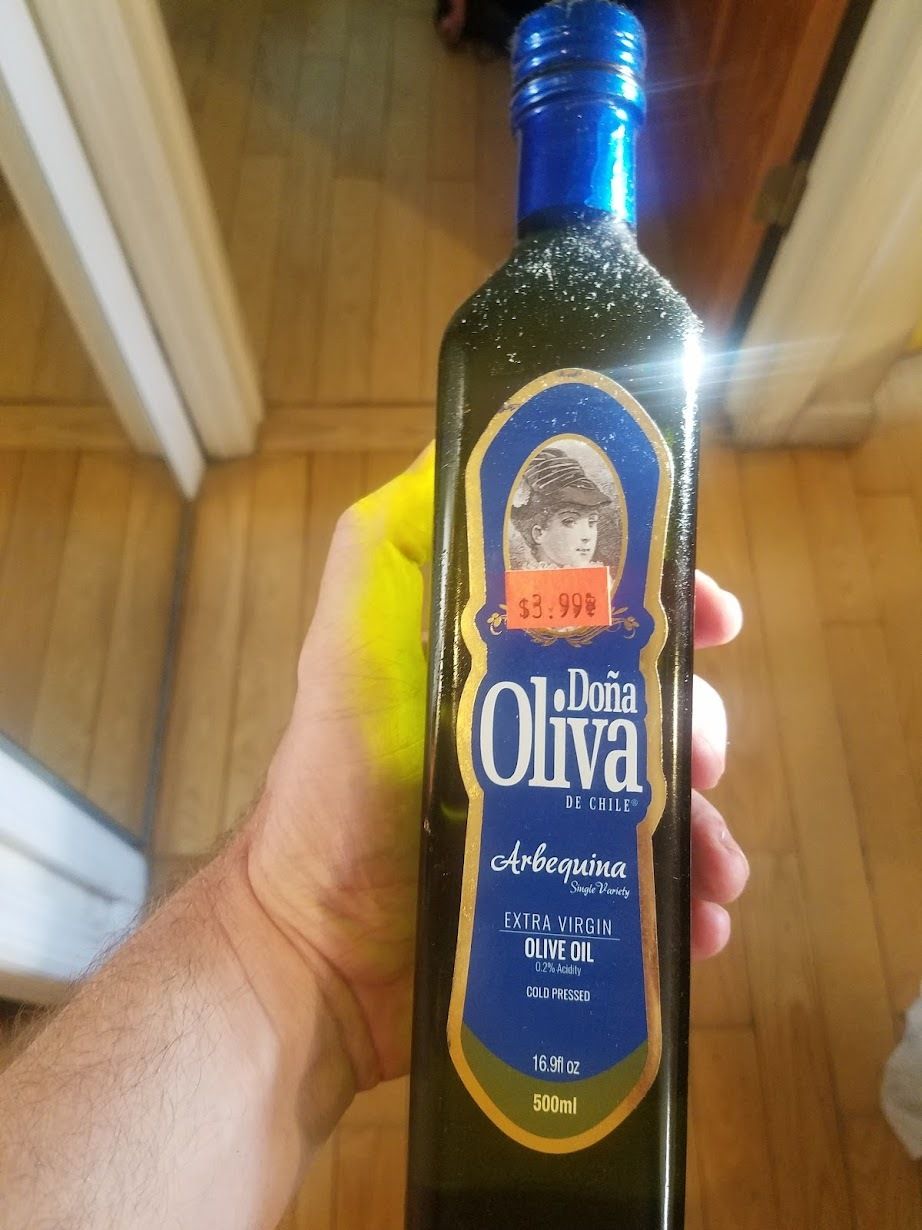 $3.99¢
Doña
Oliva
DE CHILE®
Arbequina
Single Variety
EXTRA VIRGIN
OLIVE OIL
0.2% Acidity
COLD PRESSED
16.9fl oz
500ml